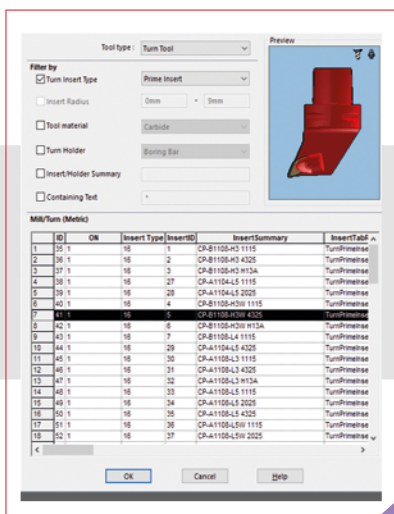 Tool type : Turn Tool
Preview
Filter by
Turn Insert Type Prime Insert
Insert Radius 0mm - 9mm
Tool material Carbide
Turn Holder Boring Bar
Insert/Holder Summary
Containing Text *
Mill/Turn (Metric)
ID ON Insert Type InsertID InsertSummary InsertTabF
1 35 1 16 1 CP-B1108-H3 1115 TurnPrimeInse
2 36 1 16 2 CP-B1108-H3 4325 TurnPrimeInse
3 37 1 16 3 CP-B1108-H3 H13A TurnPrimeInse
4 38 1 16 27 CP-A1104-L5 1115 TurnPrimeInse
5 39 1 16 28 CP-A1104-L5 2025 TurnPrimeInse
6 40 1 16 4 CP-B1108-H3W 1115 TurnPrimeInse
7 41 1 16 5 CP-B1108-H3W 4325 TurnPrimeInse
8 42 1 16 6 CP-B1108-H3W H13A TurnPrimeInse
9 43 1 16 7 CP-B1108-L4 1115 TurnPrimeInse
10 44 1 16 29 CP-A1104-L5 4325 TurnPrimeInse
11 45 1 16 30 CP-A1108-L3 1115 TurnPrimeInse
12 46 1 16 31 CP-A1108-L3 4325 TurnPrimeInse
13 47 1 16 32 CP-A1108-L3 H13A TurnPrimeInse
14 48 1 16 33 CP-A1108-L5 1115 TurnPrimeInse
15 49 1 16 34 CP-A1108-L5 2025 TurnPrimeInse
16 50 1 16 35 CP-A1108-L5 4325 TurnPrimeInse
17 51 1 16 36 CP-A1108-L5W 1115 TurnPrimeInse
18 52 1 16 37 CP-A1108-L5W 2025 TurnPrimeInse
OK Cancel Help